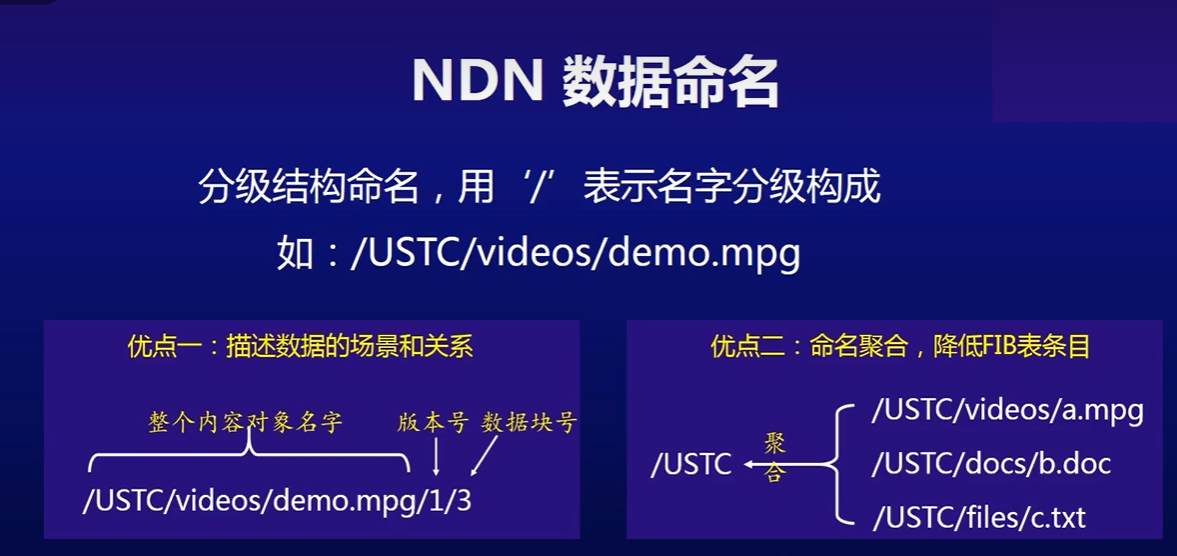 NDN 数据命名
分级结构命名，用‘/’表示名字分级构成
如：/USTC/videos/demo.mpg
优点一：描述数据的场景和关系
整个内容对象名字 版本号 数据块号
/USTC/videos/demo.mpg/1/3
优点二：命名聚合，降低FIB表条目
/USTC
聚合
/USTC/videos/a.mpg
/USTC/docs/b.doc
/USTC/files/c.txt